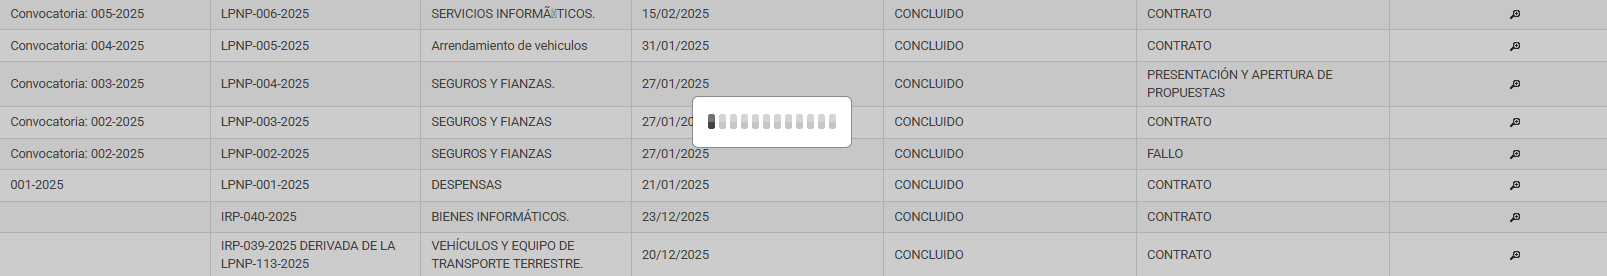 Convocatoria: 005-2025 LPNP-006-2025 SERVICIOS INFORMÃTICOS. 15/02/2025 CONCLUIDO CONTRATO
Convocatoria: 004-2025 LPNP-005-2025 Arrendamiento de vehiculos 31/01/2025 CONCLUIDO CONTRATO
Convocatoria: 003-2025 LPNP-004-2025 SEGUROS Y FIANZAS. 27/01/2025 CONCLUIDO PRESENTACIÓN Y APERTURA DE
PROPUESTAS
Convocatoria: 002-2025 LPNP-003-2025 SEGUROS Y FIANZAS 27/01/20 CONCLUIDO CONTRATO
Convocatoria: 002-2025 LPNP-002-2025 SEGUROS Y FIANZAS 27/01/2025 CONCLUIDO FALLO
001-2025 LPNP-001-2025 DESPENSAS 21/01/2025 CONCLUIDO CONTRATO
IRP-040-2025 BIENES INFORMÁTICOS. 23/12/2025 CONCLUIDO CONTRATO
IRP-039-2025 DERIVADA DE LA VEHÍCULOS Y EQUIPO DE 20/12/2025 CONCLUIDO CONTRATO
LPNP-113-2025 TRANSPORTE TERRESTRE.